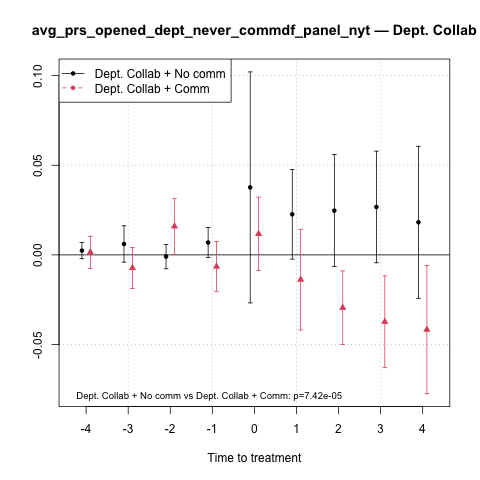 avg_prs_opened_dept_never_commdf_panel_nyt — Dept. Collab
Dept. Collab + No comm
Dept. Collab + Comm
0.10
0.05
0.00
-0.05
Dept. Collab + No comm vs Dept. Collab + Comm: p=7.42e-05
-4 -3 -2 -1 0 1 2 3 4
Time to treatment